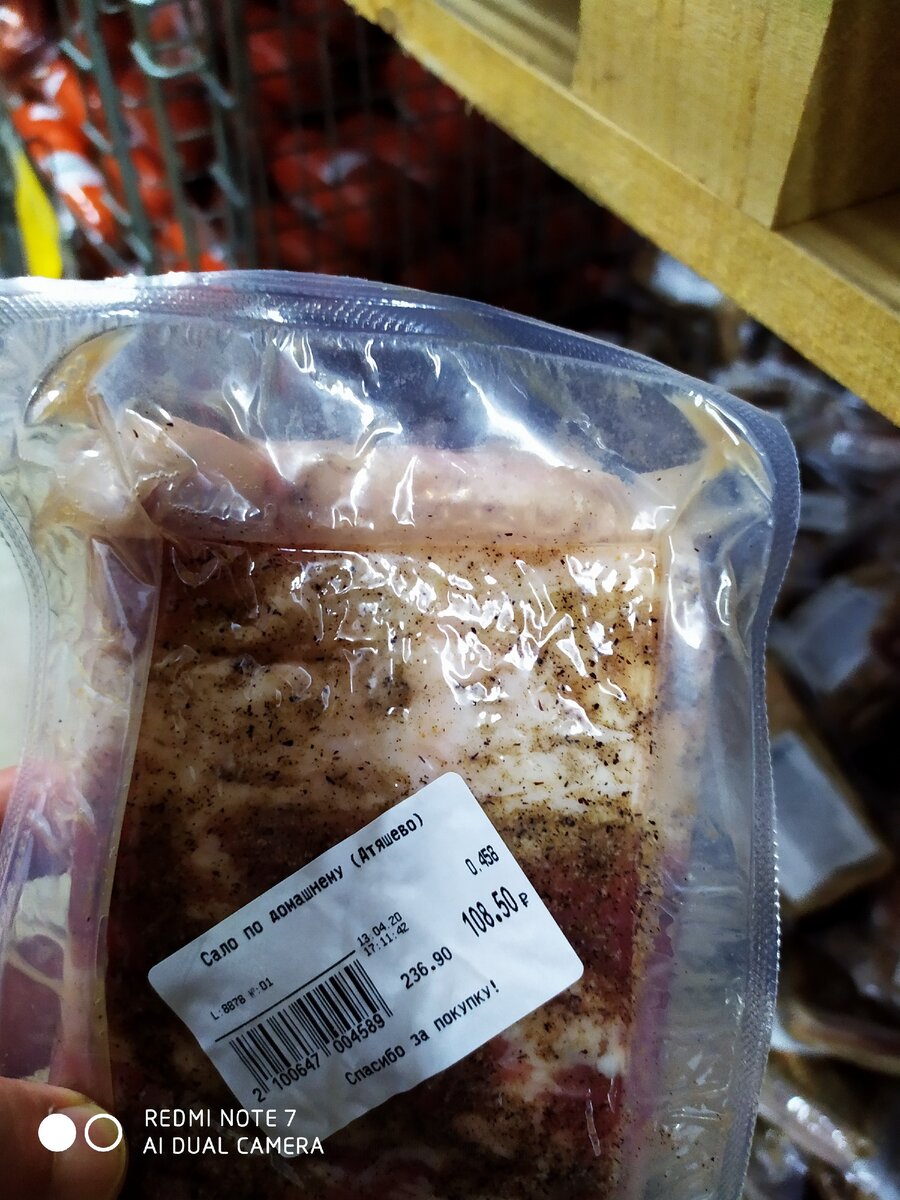 Сало по домашнему (Атяшево)
0.458
L:8878 №:01
13.04.20
17:11:42
236.90
108.50 ₽
2 100647 004589
Спасибо за покупку!
REDMI NOTE 7
AI DUAL CAMERA